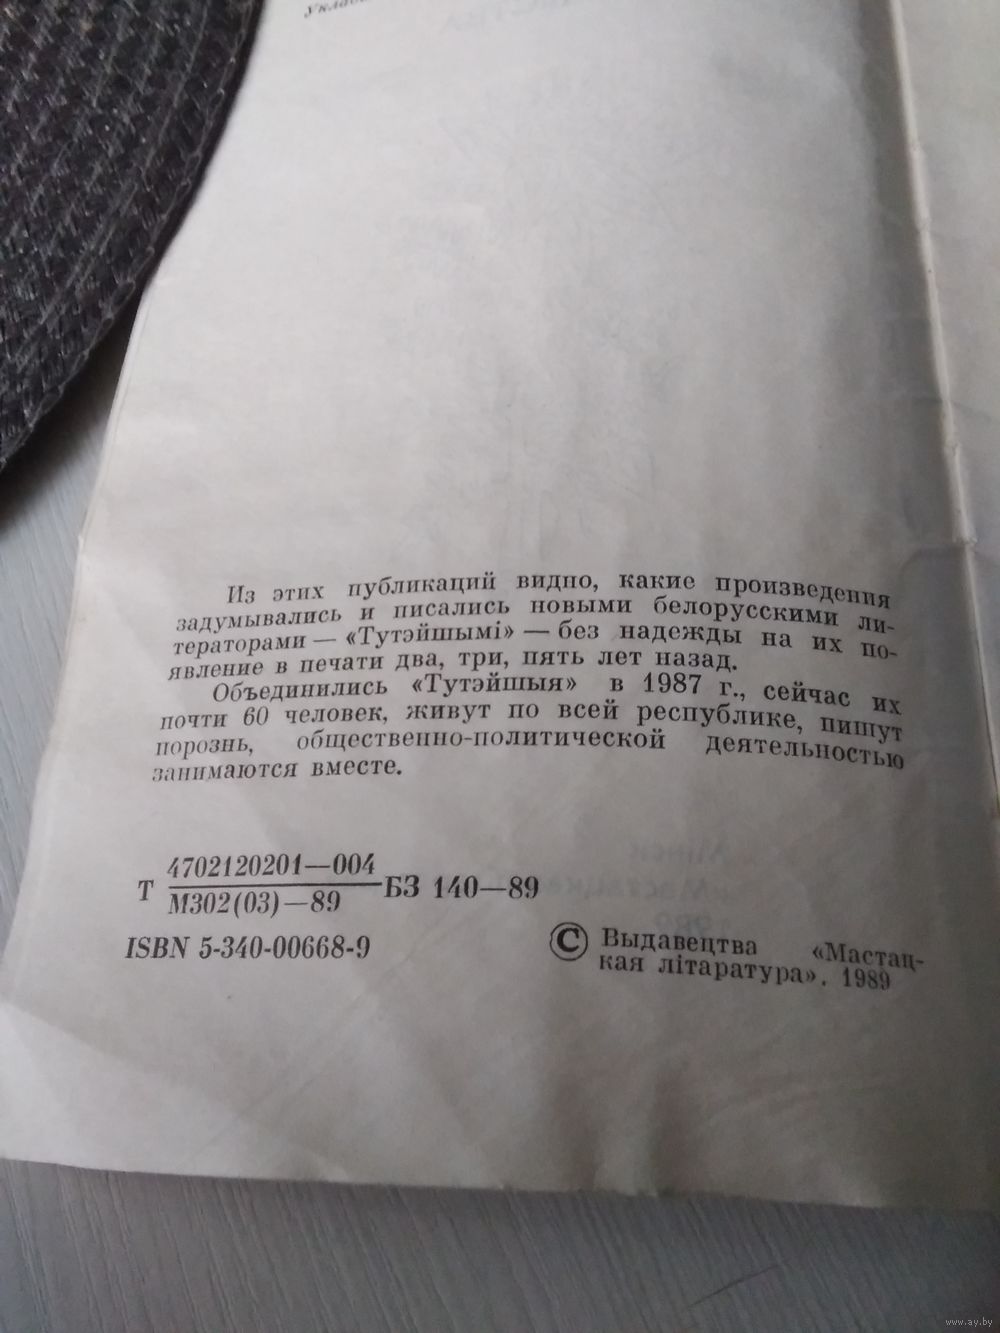 Из этих публикаций видно, какие произведения
задумывались и писались новыми белорусскими ли-
тераторами — «Тутэйшымі» — без надежды на их по-
явление в печати два, три, пять лет назад.
Объединились «Тутэйшыя» в 1987 г., сейчас их
почти 60 человек, живут по всей республике, пишут
порознь, общественно-политической деятельностью
занимаются вместе.
Т 4702120201—004
М302(03)—89 БЗ 140—89
ISBN 5-340-00668-9
© Выдавецтва «Мастац-
кая літаратура». 1989
www.ay.by